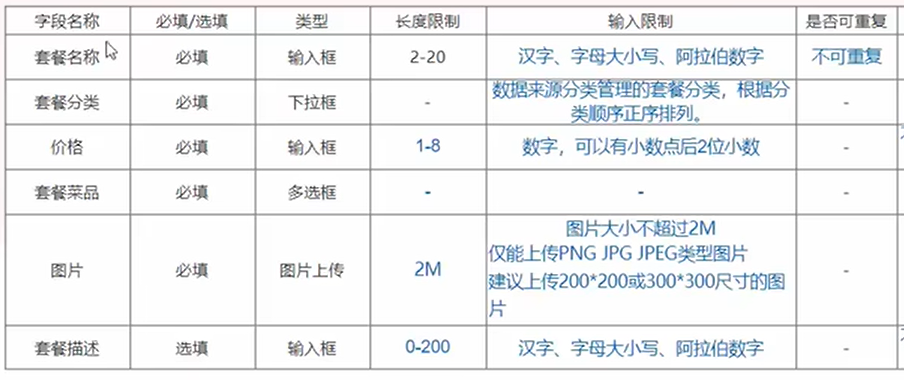 字段名称 必填/选填 类型 长度限制 输入限制 是否可重复
套餐名称 必填 输入框 2-20 汉字、字母大小写、阿拉伯数字 不可重复
套餐分类 必填 下拉框 - 数据来源分类管理的套餐分类，根据分
类顺序正序排列。 -
价格 必填 输入框 1-8 数字，可以有小数点后2位小数 -
套餐菜品 必填 多选框 - - -
图片大小不超过2M
仅能上传PNG JPG JPEG类型图片
图片 必填 图片上传 2M 建议上传200*200或300*300尺寸的图 -
片
套餐描述 选填 输入框 0-200 汉字、字母大小写、阿拉伯数字 -